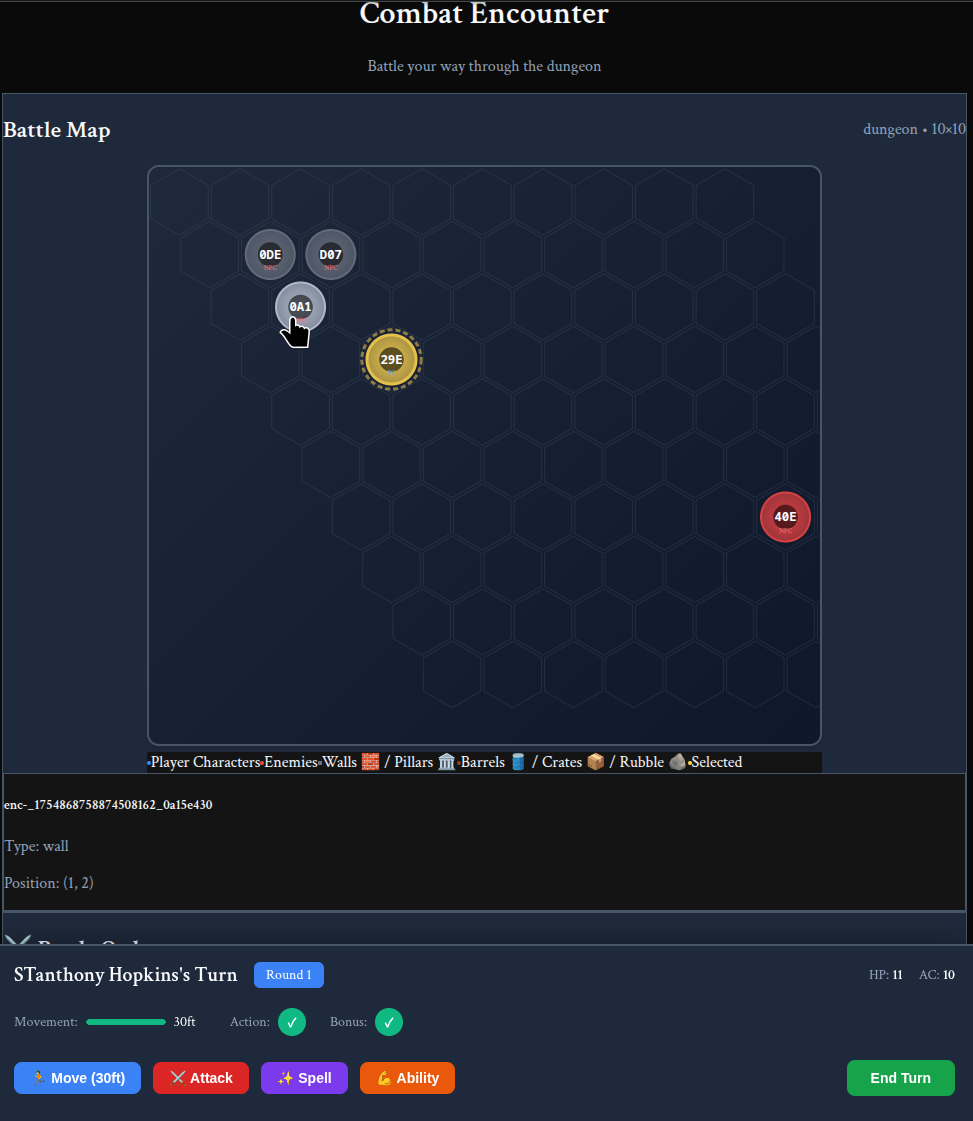 Combat Encounter
Battle your way through the dungeon
Battle Map
dungeon • 10×10
0DE
NPC
D07
NPC
0A1
29E
40E
NPC
Player Characters Enemies Walls 🧱 / Pillars 🏛️ Barrels 🛢️ / Crates 📦 / Rubble 🪨 Selected
enc-_1754868758874508162_0a15e430
Type: wall
Position: (1, 2)
STanthony Hopkins's Turn
Round 1
HP: 11 AC: 10
Movement: 30ft Action: ✓ Bonus: ✓
🏃 Move (30ft)
⚔️ Attack
✨ Spell
💪 Ability
End Turn